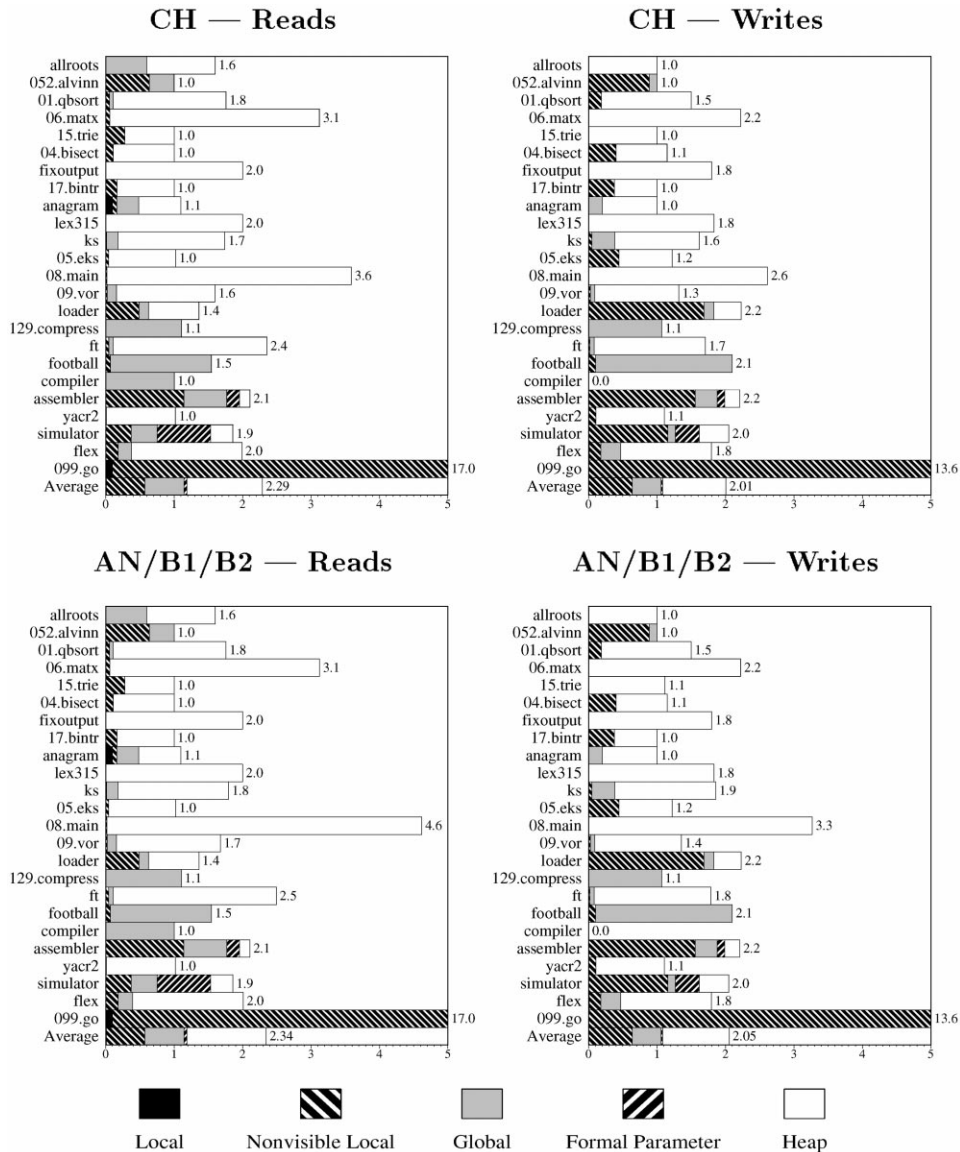 CH — Reads
allroots 1.6
052.alvinn 1.0
01.qbsort 1.8
06.matx 3.1
15.trie 1.0
04.bisect 1.0
fixoutput 2.0
17.bintr 1.0
anagram 1.1
lex315 2.0
ks 1.7
05.eks 1.0
08.main 3.6
09.vor 1.6
loader 1.4
129.compress 1.1
ft 2.4
football 1.5
compiler 1.0
assembler 2.1
yacr2 1.0
simulator 1.9
flex 2.0
099.go 17.0
Average 2.29
0 1 2 3 4 5
CH — Writes
allroots 1.0
052.alvinn 1.0
01.qbsort 1.5
06.matx 2.2
15.trie 1.0
04.bisect 1.1
fixoutput 1.8
17.bintr 1.0
anagram 1.0
lex315 1.8
ks 1.6
05.eks 1.2
08.main 2.6
09.vor 1.3
loader 2.2
129.compress 1.1
ft 1.7
football 2.1
compiler 0.0
assembler 2.2
yacr2 1.1
simulator 2.0
flex 1.8
099.go 13.6
Average 2.01
0 1 2 3 4 5
AN/B1/B2 — Reads
allroots 1.6
052.alvinn 1.0
01.qbsort 1.8
06.matx 3.1
15.trie 1.0
04.bisect 1.0
fixoutput 2.0
17.bintr 1.0
anagram 1.1
lex315 2.0
ks 1.8
05.eks 1.0
08.main 4.6
09.vor 1.7
loader 1.4
129.compress 1.1
ft 2.5
football 1.5
compiler 1.0
assembler 2.1
yacr2 1.0
simulator 1.9
flex 2.0
099.go 17.0
Average 2.34
0 1 2 3 4 5
AN/B1/B2 — Writes
allroots 1.0
052.alvinn 1.0
01.qbsort 1.5
06.matx 2.2
15.trie 1.1
04.bisect 1.1
fixoutput 1.8
17.bintr 1.0
anagram 1.0
lex315 1.8
ks 1.9
05.eks 1.2
08.main 3.3
09.vor 1.4
loader 2.2
129.compress 1.1
ft 1.8
football 2.1
compiler 0.0
assembler 2.2
yacr2 1.1
simulator 2.0
flex 1.8
099.go 13.6
Average 2.05
0 1 2 3 4 5
Local Nonvisible Local Global Formal Parameter Heap